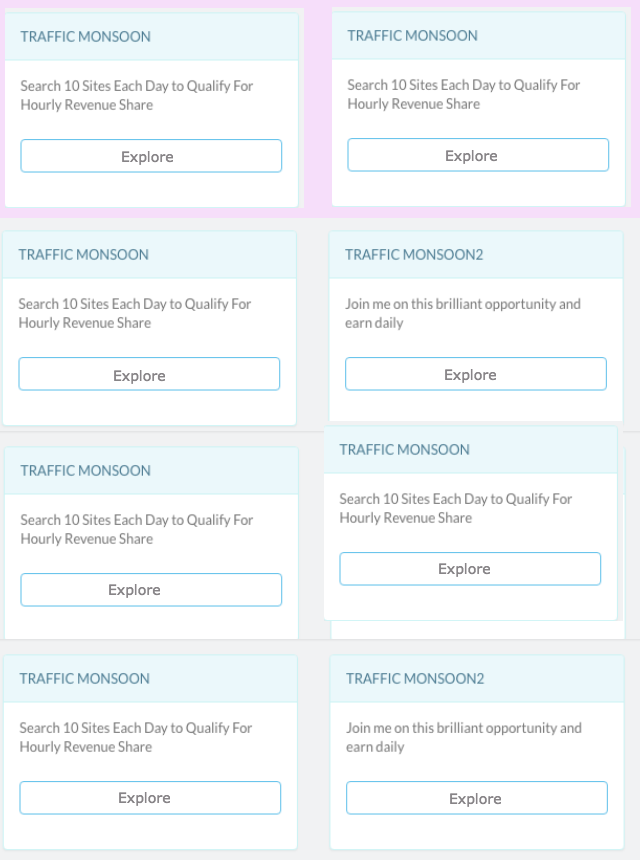 TRAFFIC MONSOON
Search 10 Sites Each Day to Qualify For
Hourly Revenue Share
Explore
TRAFFIC MONSOON
Search 10 Sites Each Day to Qualify For
Hourly Revenue Share
Explore
TRAFFIC MONSOON
Search 10 Sites Each Day to Qualify For
Hourly Revenue Share
Explore
TRAFFIC MONSOON2
Join me on this brilliant opportunity and
earn daily
Explore
TRAFFIC MONSOON
Search 10 Sites Each Day to Qualify For
Hourly Revenue Share
Explore
TRAFFIC MONSOON
Search 10 Sites Each Day to Qualify For
Hourly Revenue Share
Explore
TRAFFIC MONSOON
Search 10 Sites Each Day to Qualify For
Hourly Revenue Share
Explore
TRAFFIC MONSOON2
Join me on this brilliant opportunity and
earn daily
Explore